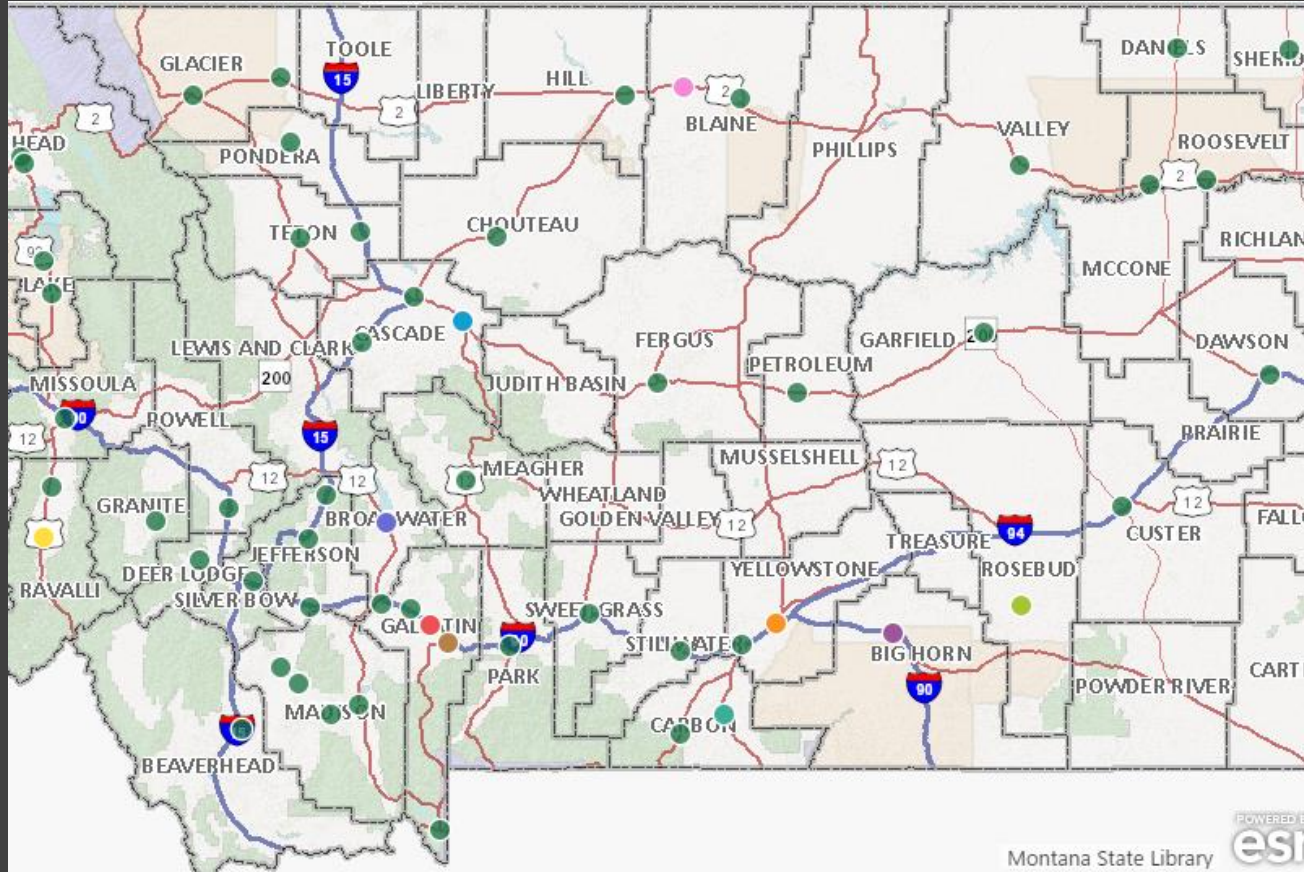 TOOLE
GLACIER
15
HILL
LIBERTY
2
2
2
BLAINE
DANIELS
SHERID
HEAD
PONDERA
PHILLIPS
VALLEY
ROOSEVELT
2
TETON
CHOUTEAU
RICHLAN
LAKE
MCCONE
CASCADE
LEWIS AND CLARK
FERGUS
GARFIELD
DAWSON
PETROLEUM
JUDITH BASIN
200
MISSOULA
POWELL
12
15
PRAIRIE
MUSSELSHELL
12
MEAGHER
12
12
12
WHEATLAND
12
GRANITE
BROADWATER
GOLDEN VALLEY
12
94
CUSTER
FALLO
TREASURE
JEFFERSON
DEER LODGE
YELLOWSTONE
ROSEBUD
RAVALLI
SILVER BOW
SWEET GRASS
GALLATIN
STILLWATER
BIG HORN
PARK
90
POWDER RIVER
CART
MADISON
CARBON
BEAVERHEAD
POWERED B
esr
Montana State Library